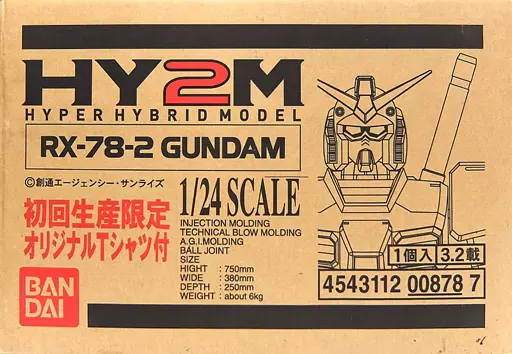 HY2M
HYPER HYBRID MODEL
RX-78-2 GUNDAM
©創通エージェンシー・サンライズ
初回生産限定
オリジナルTシャツ付
BAN
DAI
1/24 SCALE
INJECTION MOLDING
TECHNICAL BLOW MOLDING
A.G.I.MOLDING
BALL JOINT
SIZE
HIGHT : 750mm
WIDE : 380mm
DEPTH : 250mm
WEIGHT : about 6kg
1個入 3.2載
4543112 00878 7